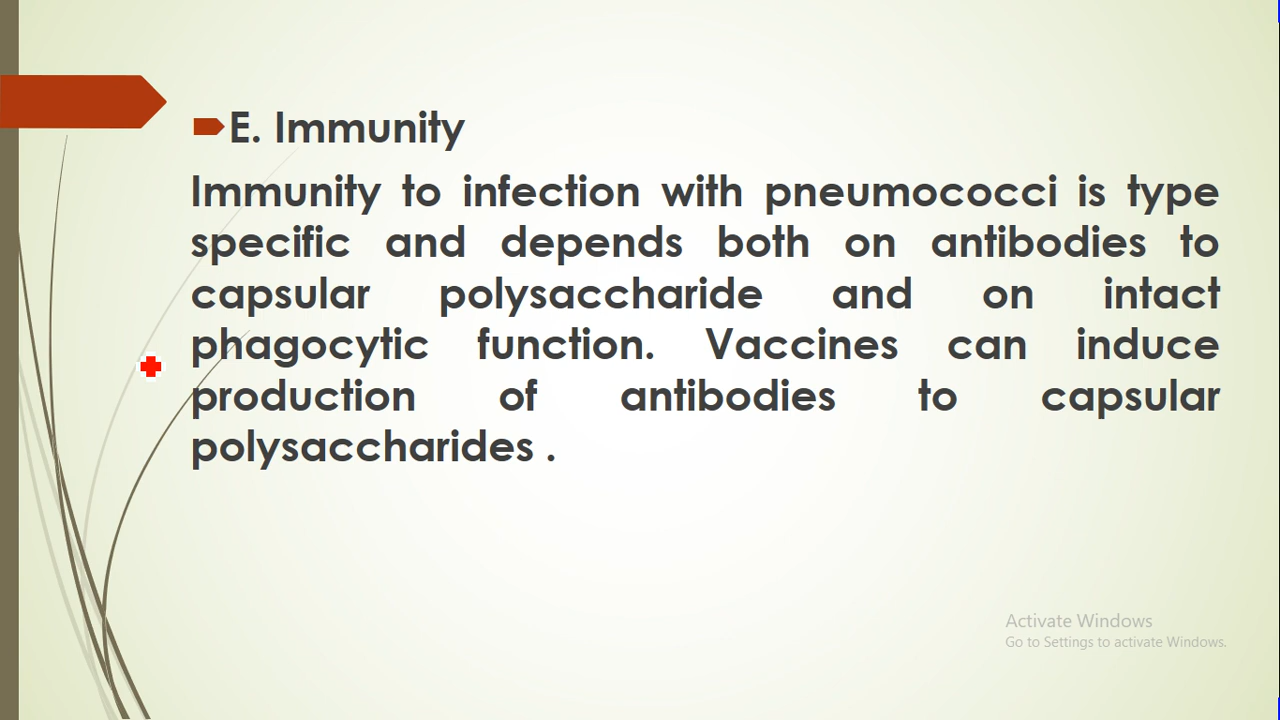 E. Immunity
Immunity to infection with pneumococci is type
specific and depends both on antibodies to
capsular polysaccharide and on intact
phagocytic function. Vaccines can induce
production of antibodies to capsular
polysaccharides .
Activate Windows
Go to Settings to activate Windows.